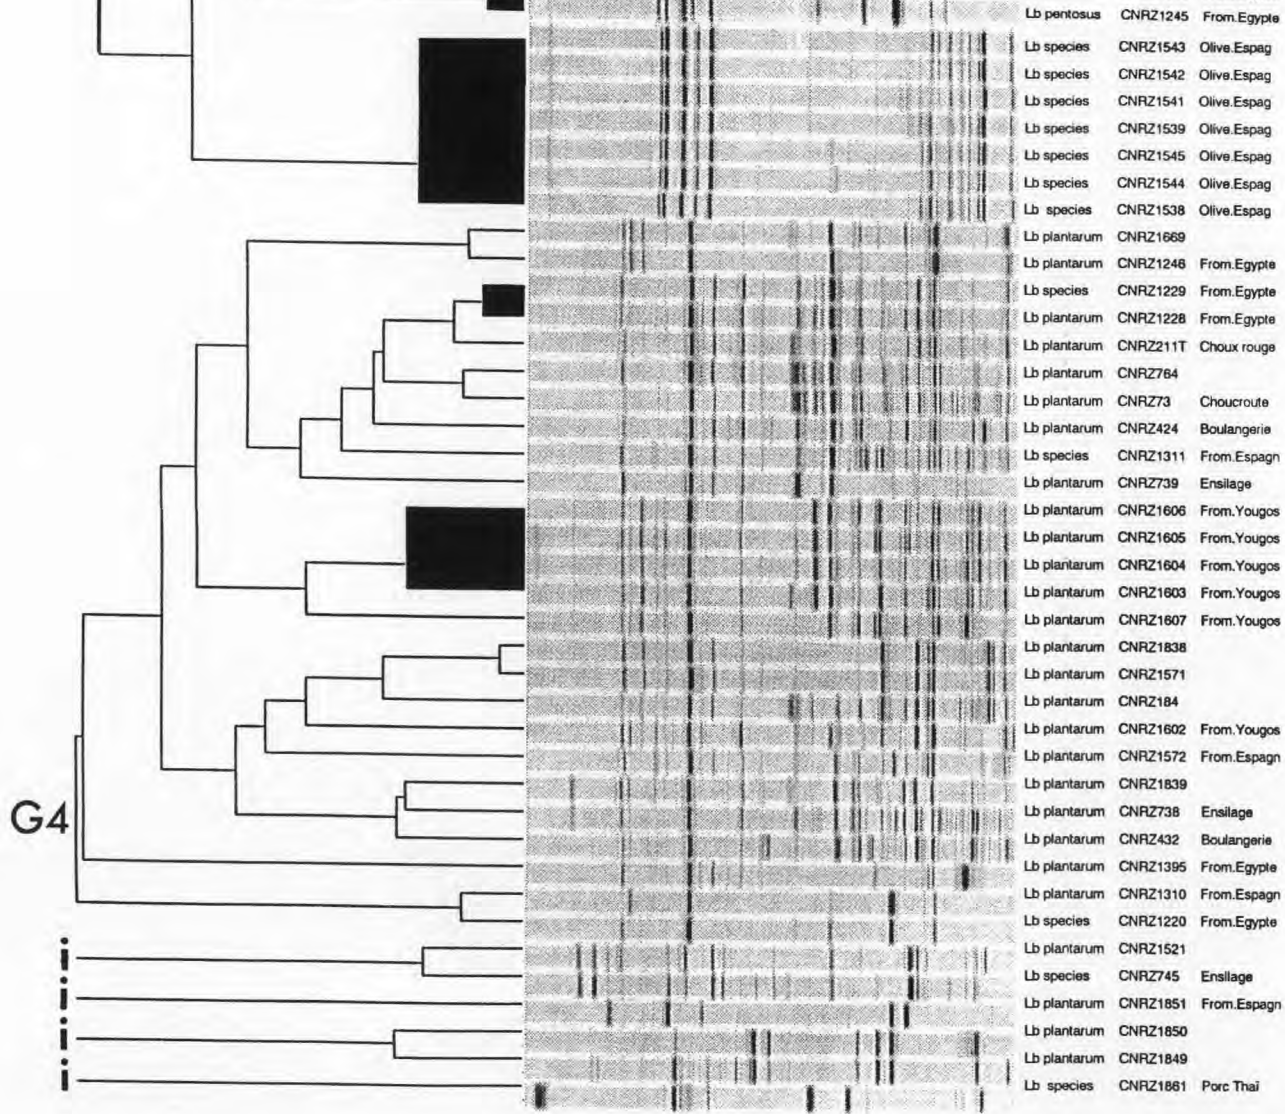 Lb pentosus CNRZ1245 From.Egypte
Lb species CNRZ1543 Olive.Espag
Lb species CNRZ1542 Olive.Espag
Lb species CNRZ1541 Olive.Espag
Lb species CNRZ1539 Olive.Espag
Lb species CNRZ1545 Olive.Espag
Lb species CNRZ1544 Olive.Espag
Lb species CNRZ1538 Olive.Espag
Lb plantarum CNRZ1669
Lb plantarum CNRZ1246 From.Egypte
Lb species CNRZ1229 From.Egypte
Lb plantarum CNRZ1228 From.Egypte
Lb plantarum CNRZ211T Choux rouge
Lb plantarum CNRZ764
Lb plantarum CNRZ73 Choucroute
Lb plantarum CNRZ424 Boulangerie
Lb species CNRZ1311 From.Espagn
Lb plantarum CNRZ739 Ensilage
Lb plantarum CNRZ1606 From.Yougos
Lb plantarum CNRZ1605 From.Yougos
Lb plantarum CNRZ1604 From.Yougos
Lb plantarum CNRZ1603 From.Yougos
Lb plantarum CNRZ1607 From.Yougos
Lb plantarum CNRZ1838
Lb plantarum CNRZ1571
Lb plantarum CNRZ184
Lb plantarum CNRZ1602 From.Yougos
Lb plantarum CNRZ1572 From.Espagn
Lb plantarum CNRZ1839
G4
Lb plantarum CNRZ738 Ensilage
Lb plantarum CNRZ432 Boulangerie
Lb plantarum CNRZ1395 From.Egypte
Lb plantarum CNRZ1310 From.Espagn
Lb species CNRZ1220 From.Egypte
Lb plantarum CNRZ1521
i
Lb species CNRZ745 Ensilage
i
Lb plantarum CNRZ1851 From.Espagn
Lb plantarum CNRZ1850
i
Lb plantarum CNRZ1849
i
Lb species CNRZ1861 Porc Thaï